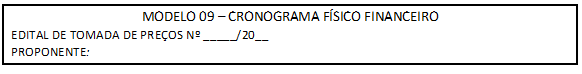 MODELO 09 – CRONOGRAMA FÍSICO FINANCEIRO
EDITAL DE TOMADA DE PREÇOS Nº _____/20__
PROPONENTE: